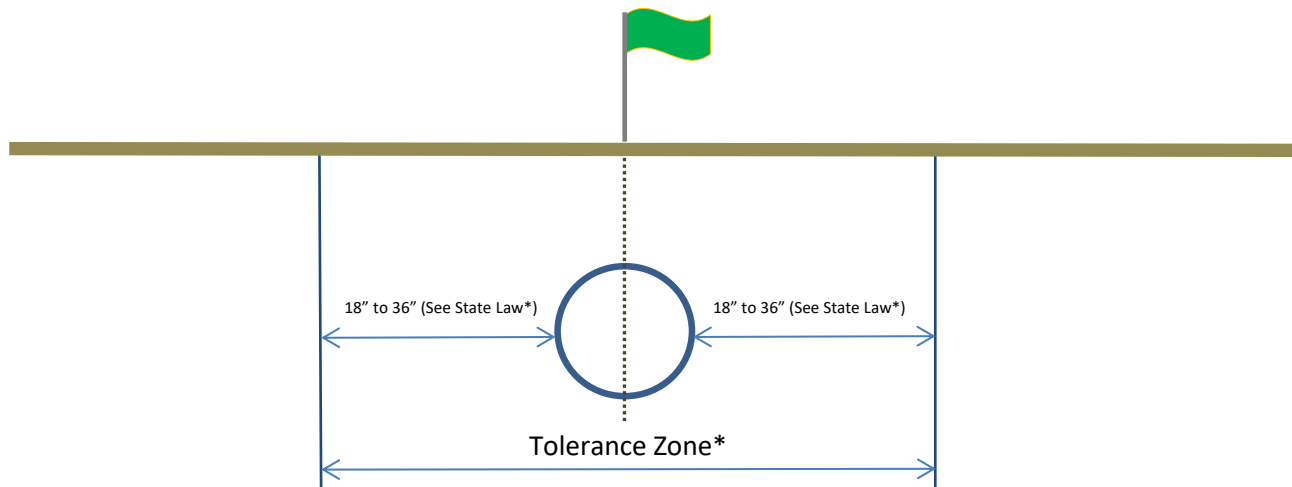 18” to 36” (See State Law*)
18” to 36” (See State Law*)
Tolerance Zone*